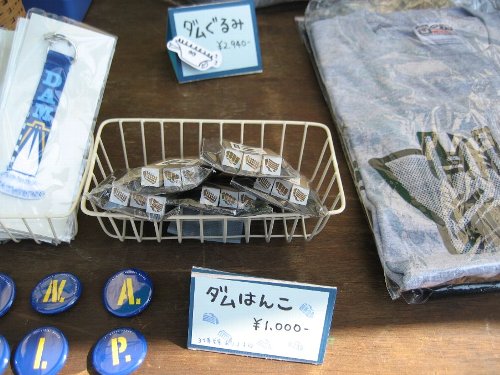 ダムぐるみ
¥2,940-
DAM
ダムはんこ
¥1,000-
N.
A.
I.
P.